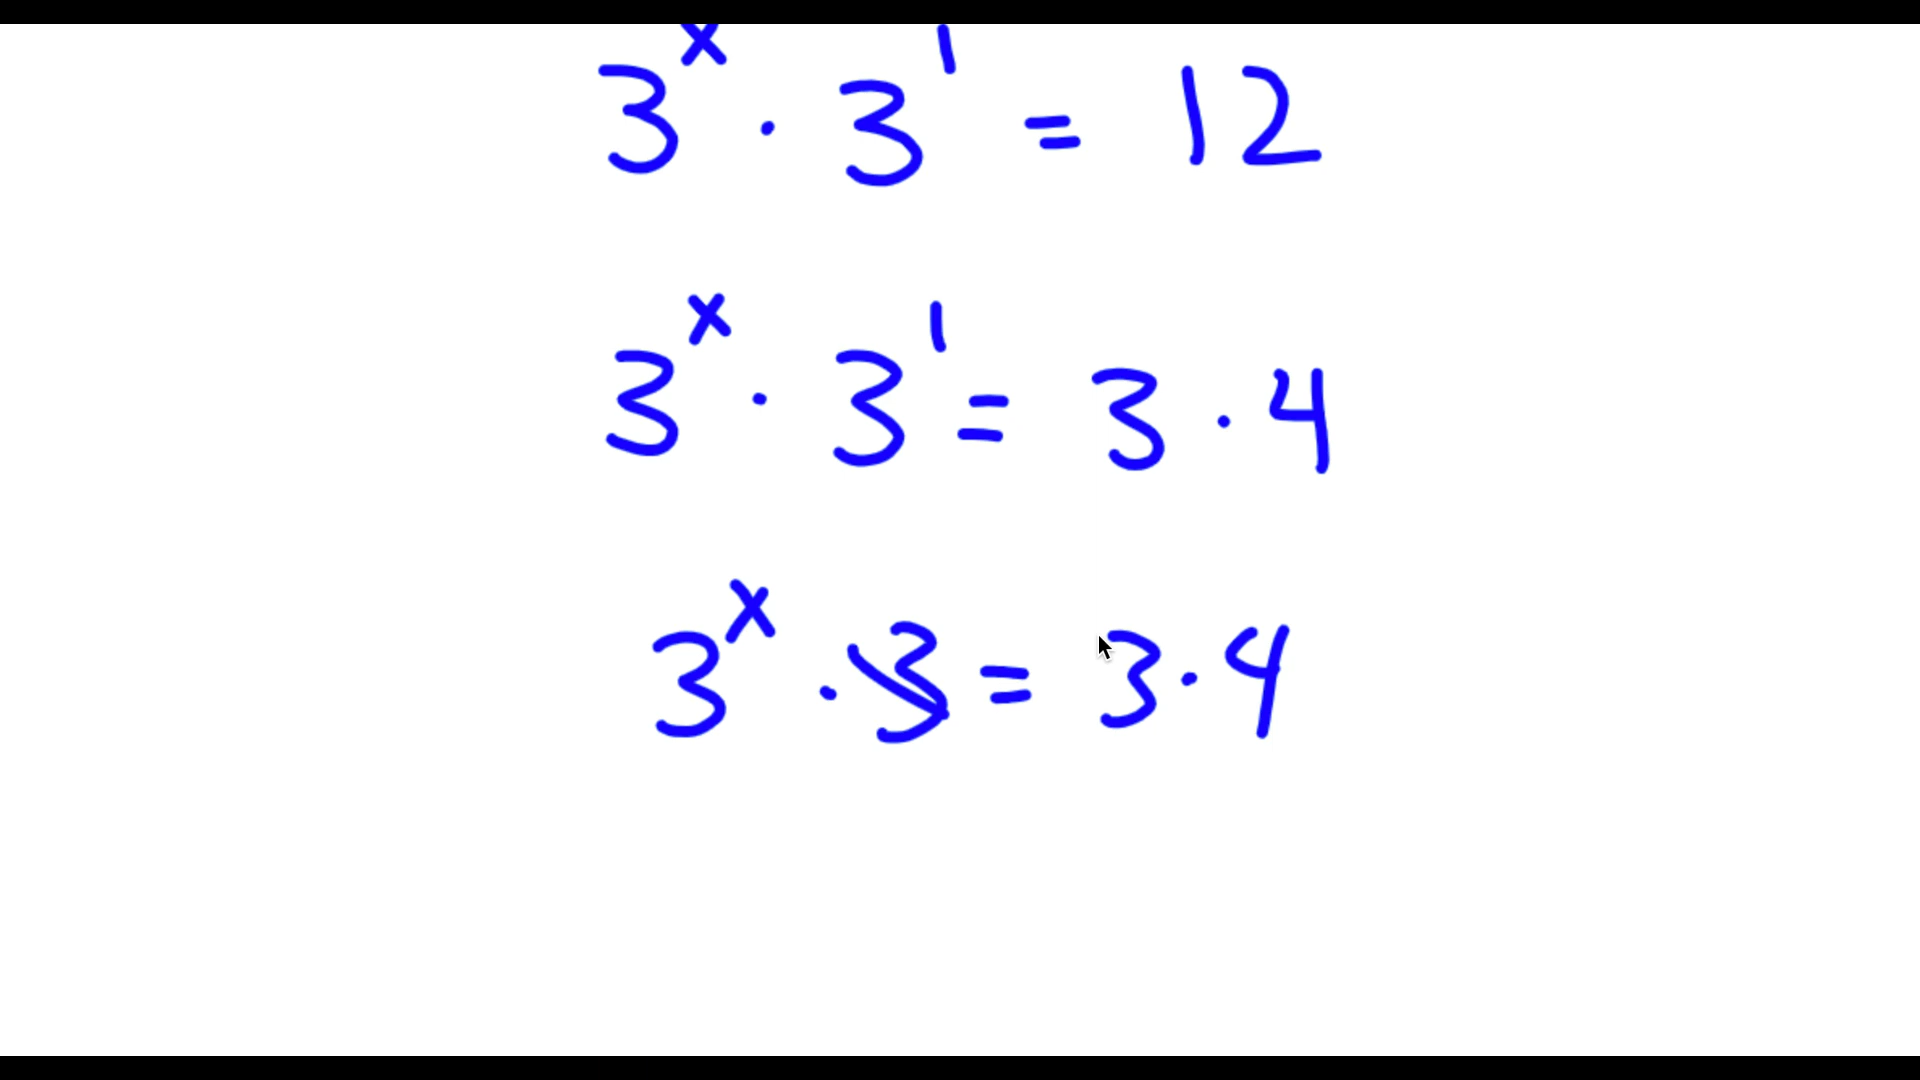 3^x · 3^1 = 12
3^x · 3^1 = 3 · 4
3^x · 3 = 3 · 4